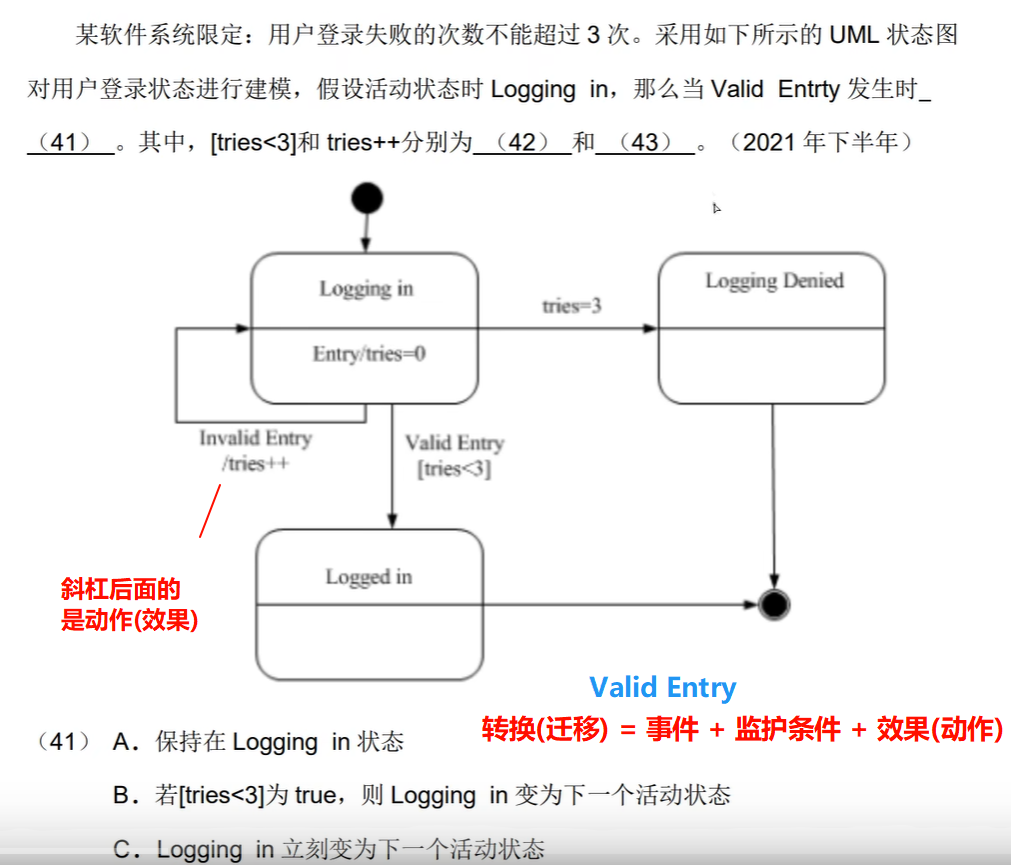 某软件系统限定：用户登录失败的次数不能超过 3 次。采用如下所示的 UML 状态图
对用户登录状态进行建模，假设活动状态时 Logging in，那么当 Valid Entrty 发生时_
（41） 。其中，[tries<3]和 tries++分别为 （42） 和 （43） 。（2021 年下半年）
Logging in
Entry/tries=0
tries=3
Logging Denied
Invalid Entry
/tries++
Valid Entry
[tries<3]
斜杠后面的
是动作(效果)
Logged in
Valid Entry
转换(迁移) = 事件 + 监护条件 + 效果(动作)
（41） A．保持在 Logging in 状态
B．若[tries<3]为 true，则 Logging in 变为下一个活动状态
C．Logging in 立刻变为下一个活动状态